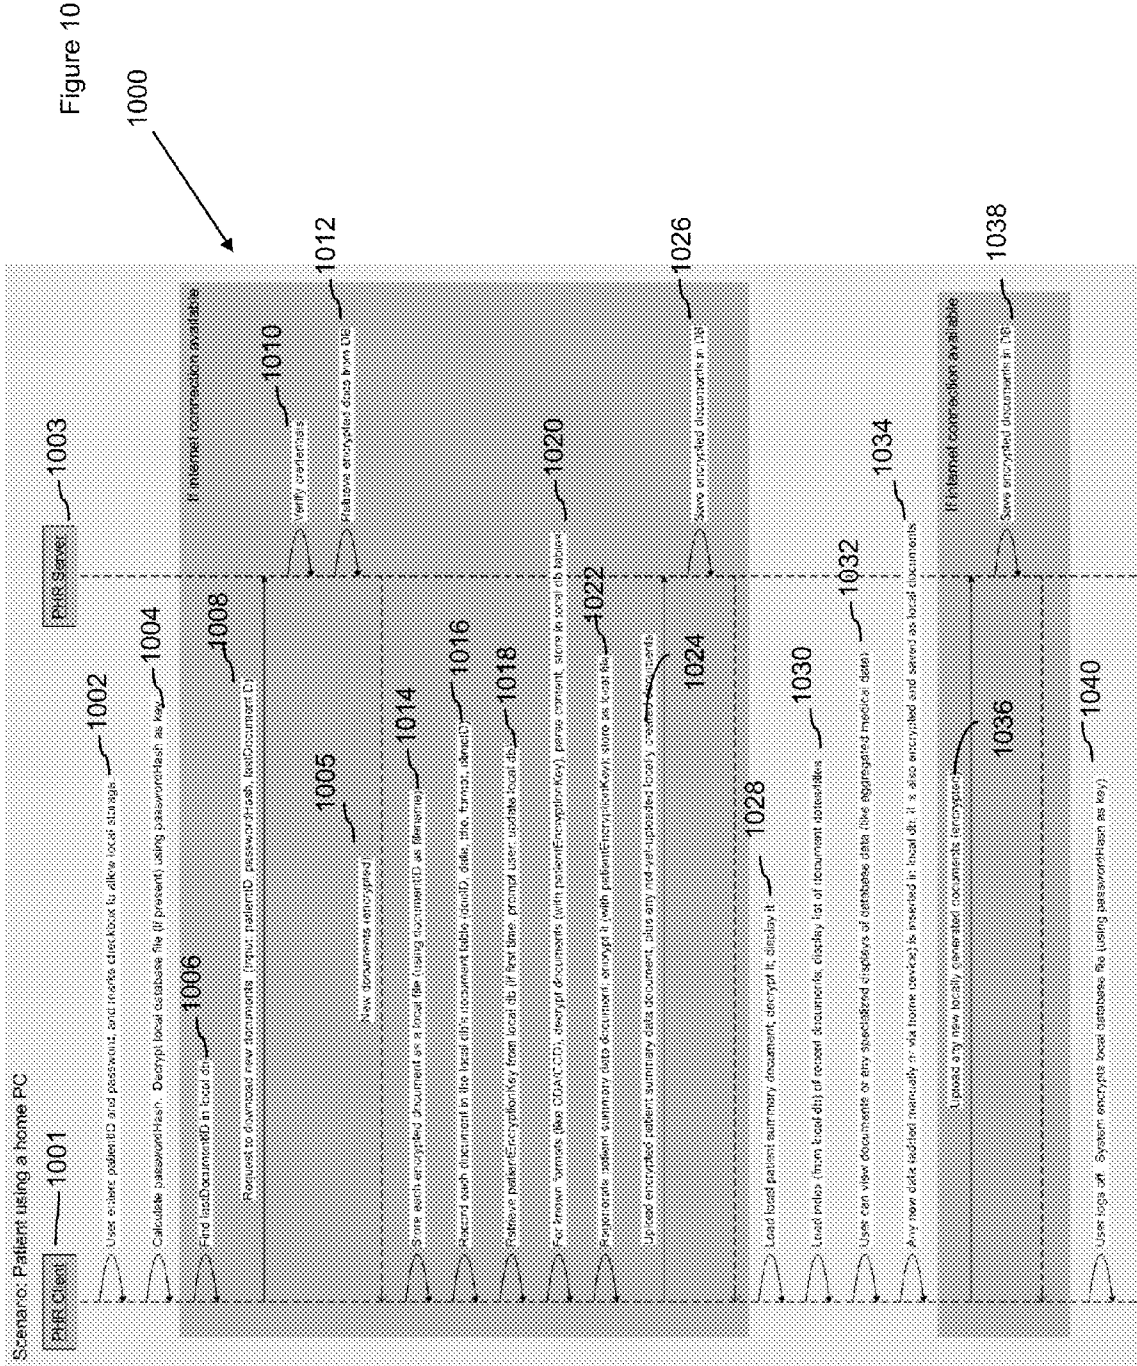 Figure 10
1000
Scenario: Patient using a home PC
PHR Client
1001
PHR Server
1003
User enters patientID and password, and marks checkbox to allow local storage
1002
Calculate passwordHash. Decrypt local database file (if present) using passwordHash as key
1004
If internet connection available
Find lastDocumentID in local db
1006
Request to download new documents (input: patientID, passwordHash, lastDocumentID)
1008
Verify credentials
1010
Retrieve encrypted docs from DB
1012
New documents (encrypted)
1005
Store each encrypted document as a local file (using documentID as filename)
1014
Record each document in the local db's document table (docID, date, title, format,
1016
Retrieve patientEncryptionKey from local db (if first time, prompt user; update local db)
1018
For known formats (like CDA/CCD), decrypt documents (with patientEncryptionKey), parse content, store in local db tables
1020
Regenerate patient summary data document, encrypt it (with patientEncryptionKey); store as local file
1022
Upload encrypted patient summary data document, plus any not-yet-uploaded locally created documents
1024
Save encrypted documents in DB
1026
Load patient summary document; decrypt it; display it
1028
Load index (from local db) of recent documents; display list of document dates/titles
1030
User can view documents or any specialized displays of database data (like aggregated medical data)
1032
Any new data (added manually or via home device) is inserted in local db; it is also encrypted and saved as local documents
1034
If internet connection available
Upload any new locally generated documents (encrypted)
1036
Save encrypted documents in DB
1038
User logs off. System encrypts local database file (using passwordHash as key)
1040